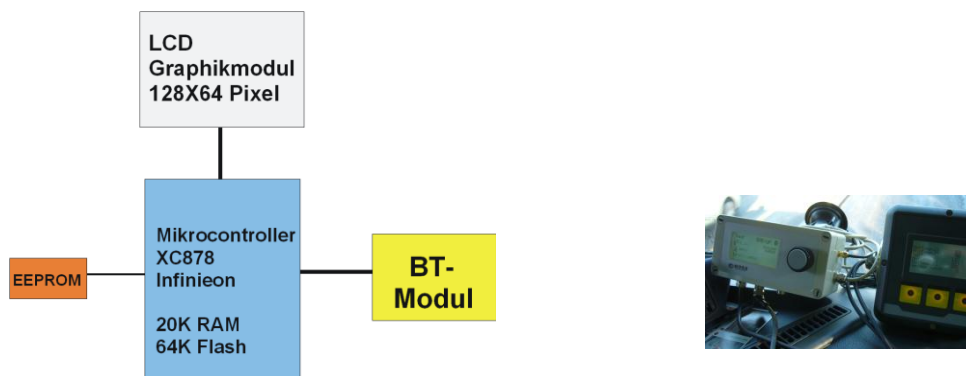 LCD
Graphikmodul
128X64 Pixel
Mikrocontroller
XC878
Infinieon
20K RAM
64K Flash
EEPROM
BT-
Modul